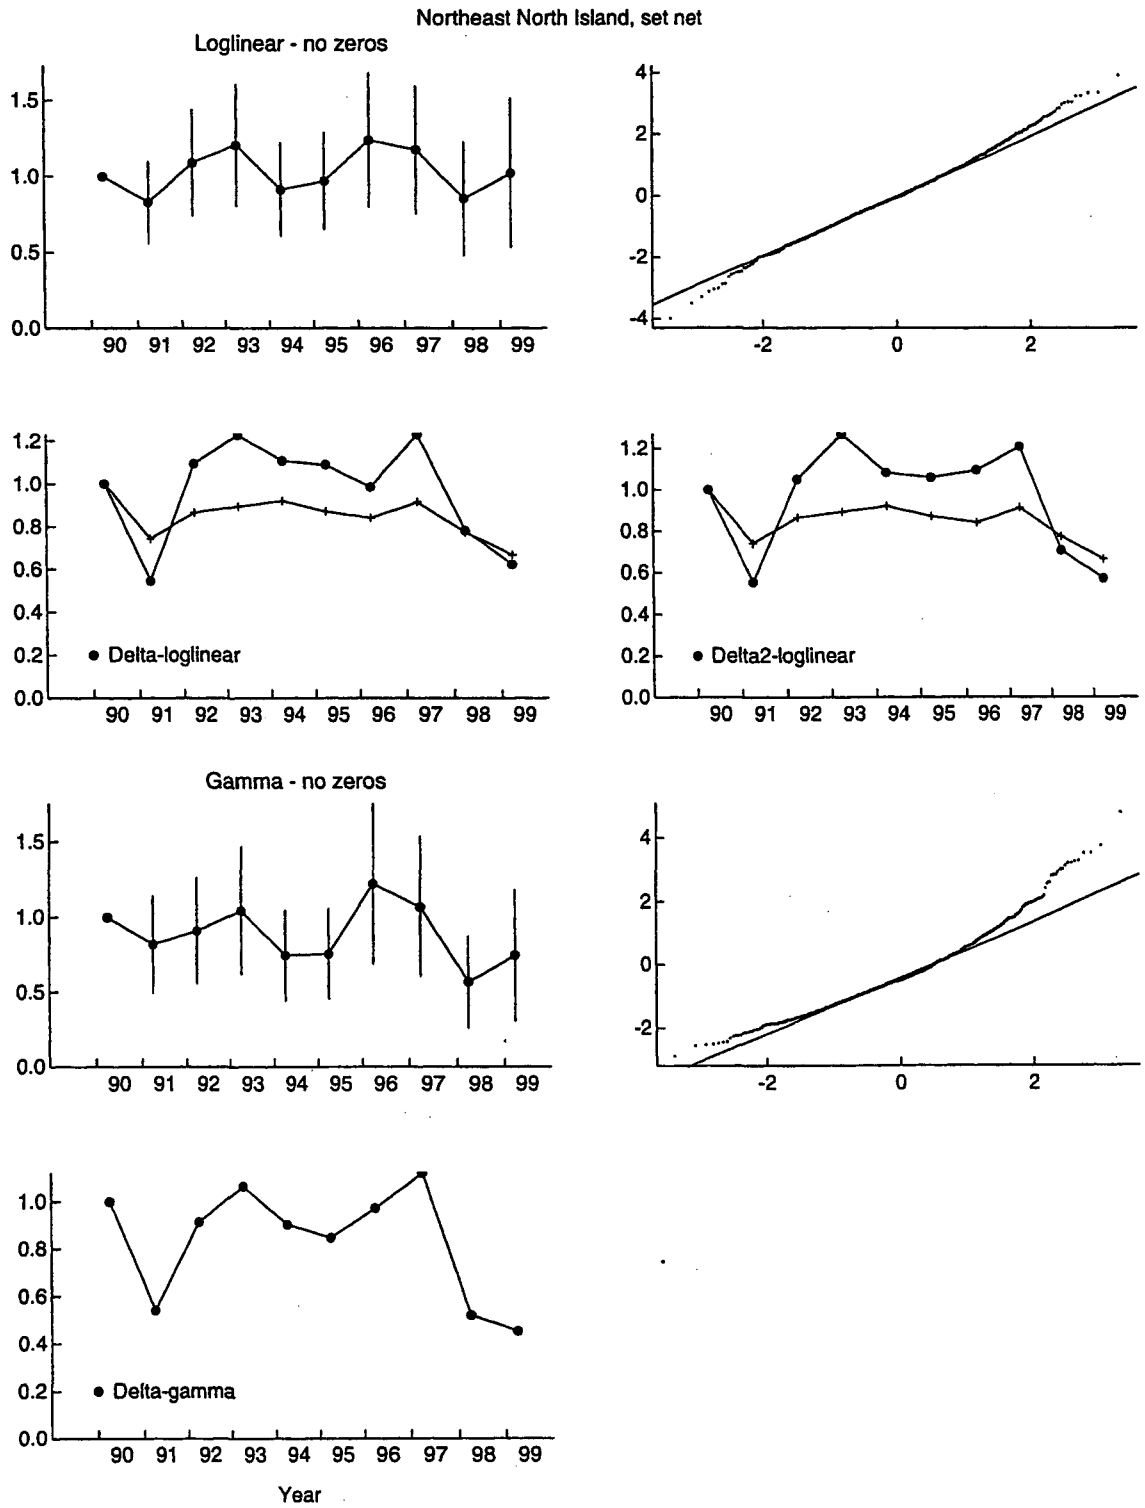 Northeast North Island, set net
Loglinear - no zeros
1.5
1.0
0.5
0.0
90 91 92 93 94 95 96 97 98 99
4
2
0
-2
-4
-2 0 2
1.2
1.0
0.8
0.6
0.4
0.2
0.0
Delta-loglinear
90 91 92 93 94 95 96 97 98 99
1.2
1.0
0.8
0.6
0.4
0.2
0.0
Delta2-loglinear
90 91 92 93 94 95 96 97 98 99
Gamma - no zeros
1.5
1.0
0.5
0.0
90 91 92 93 94 95 96 97 98 99
4
2
0
-2
-2 0 2
1.0
0.8
0.6
0.4
0.2
0.0
Delta-gamma
90 91 92 93 94 95 96 97 98 99
Year